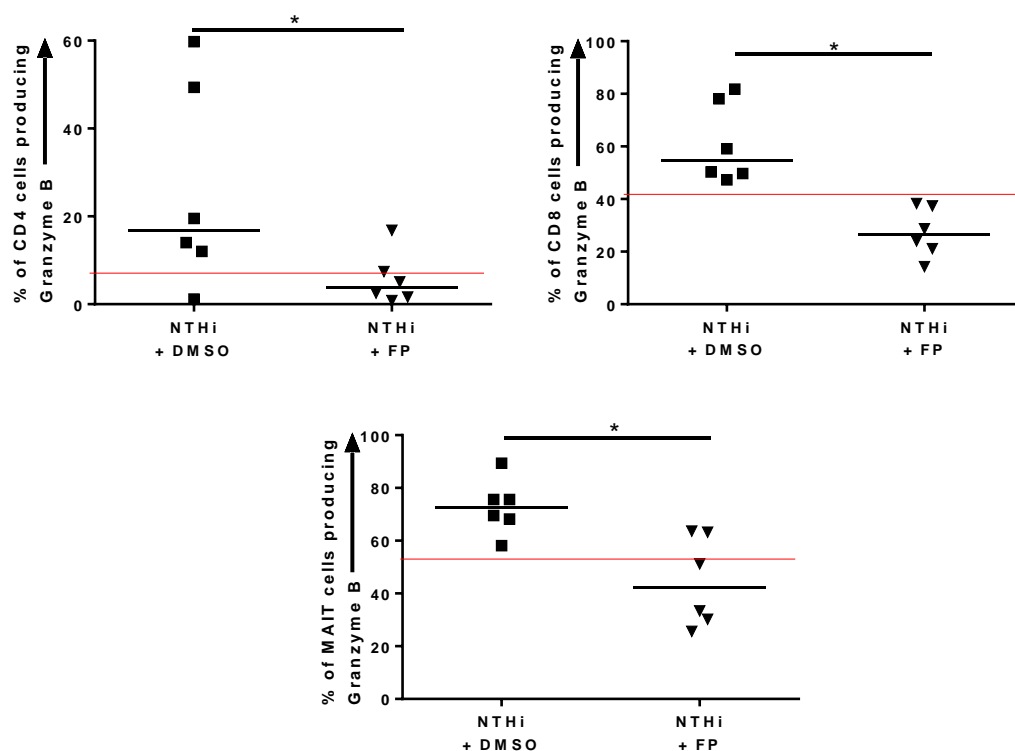 % of CD4 cells producing
Granzyme B
*
60
40
20
0
NTHi
+ DMSO
NTHi
+ FP
% of CD8 cells producing
Granzyme B
*
100
80
60
40
20
0
NTHi
+ DMSO
NTHi
+ FP
% of MAIT cells producing
Granzyme B
*
100
80
60
40
20
0
NTHi
+ DMSO
NTHi
+ FP